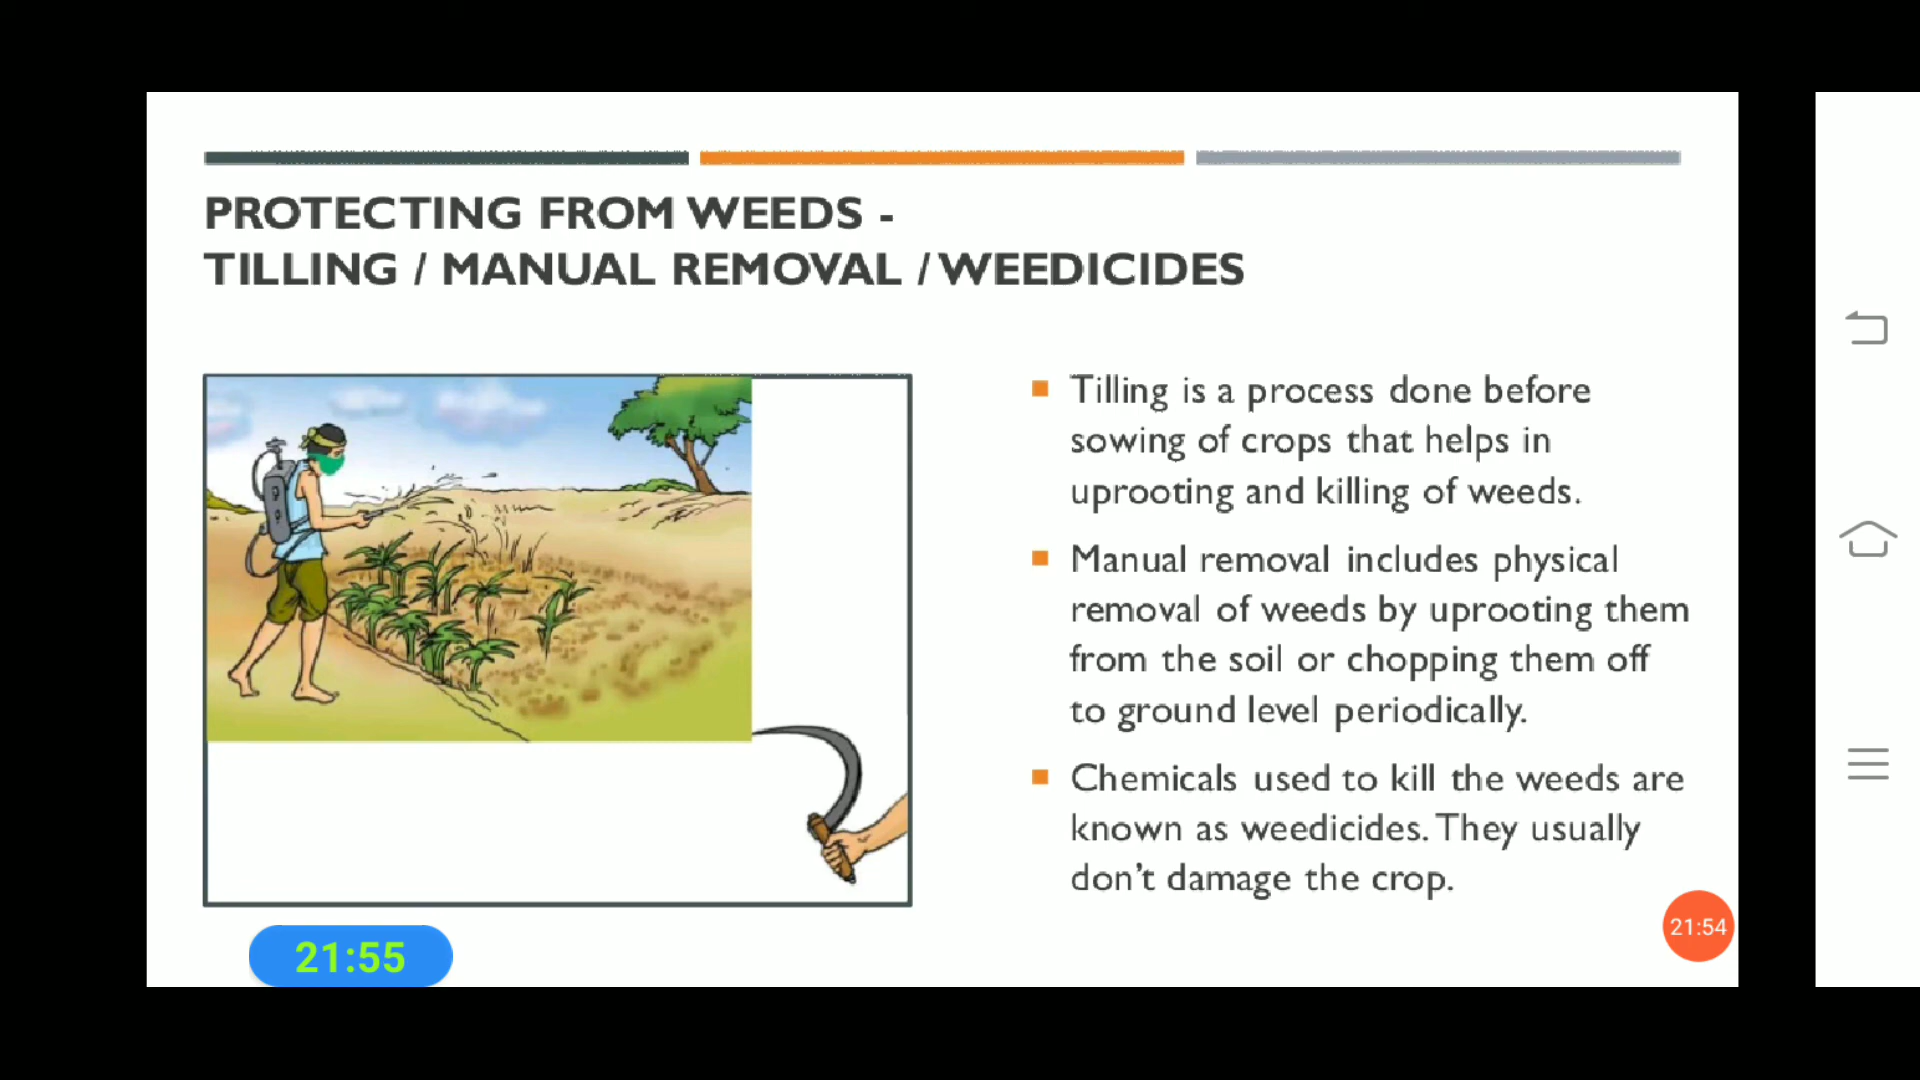 PROTECTING FROM WEEDS -
TILLING / MANUAL REMOVAL / WEEDICIDES
Tilling is a process done before
sowing of crops that helps in
uprooting and killing of weeds.
Manual removal includes physical
removal of weeds by uprooting them
from the soil or chopping them off
to ground level periodically.
Chemicals used to kill the weeds are
known as weedicides. They usually
don't damage the crop.
21:54
21:55